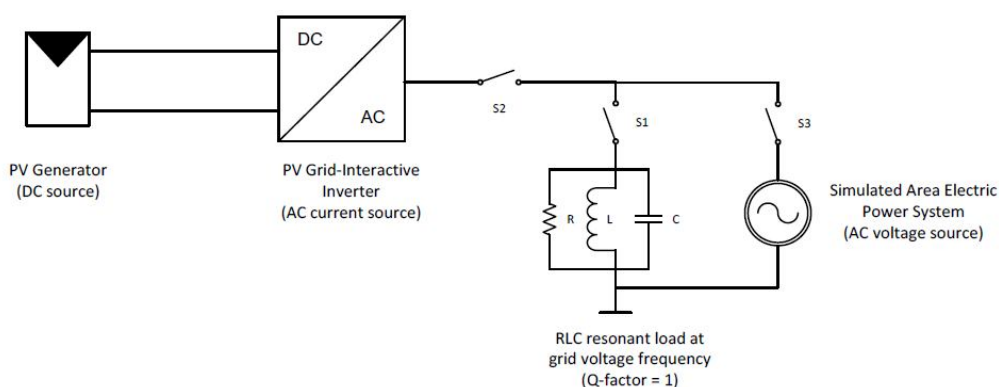 DC
AC
S2
S1
S3
R
L
C
PV Generator
(DC source)
PV Grid-Interactive
Inverter
(AC current source)
Simulated Area Electric
Power System
(AC voltage source)
RLC resonant load at
grid voltage frequency
(Q-factor = 1)